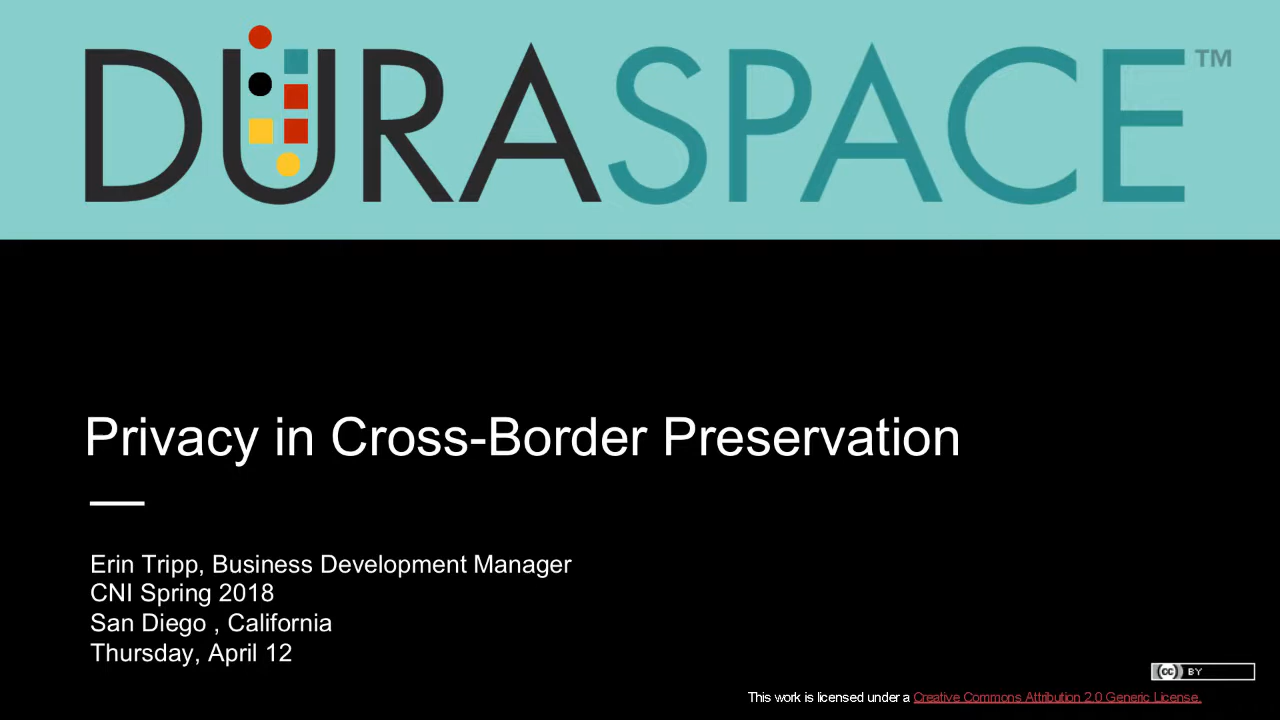 DURASPACE™
Privacy in Cross-Border Preservation
Erin Tripp, Business Development Manager
CNI Spring 2018
San Diego , California
Thursday, April 12
cc BY
This work is licensed under a Creative Commons Attribution 2.0 Generic License.